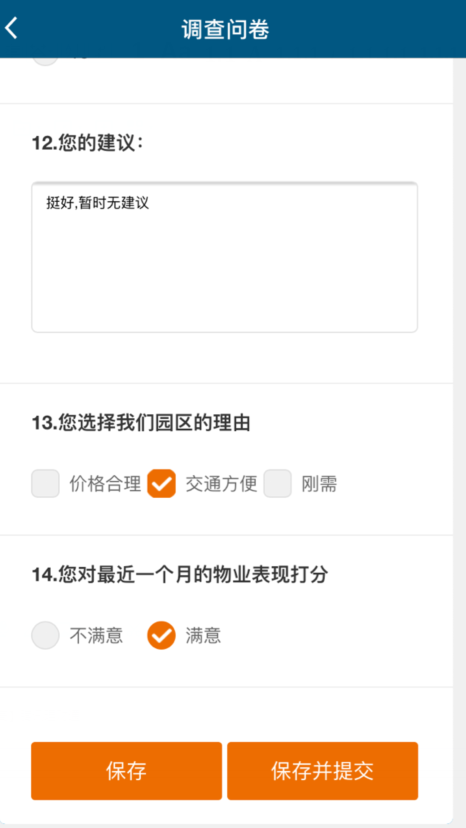 调查问卷
12.您的建议：
挺好,暂时无建议
13.您选择我们园区的理由
价格合理 交通方便 刚需
14.您对最近一个月的物业表现打分
不满意 满意
保存 保存并提交